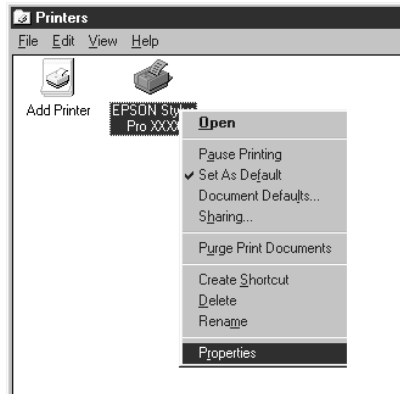 Printers
File Edit View Help
Add Printer
EPSON Stylus
Pro XXXX
Open
Pause Printing
Set As Default
Document Defaults...
Sharing...
Purge Print Documents
Create Shortcut
Delete
Rename
Properties